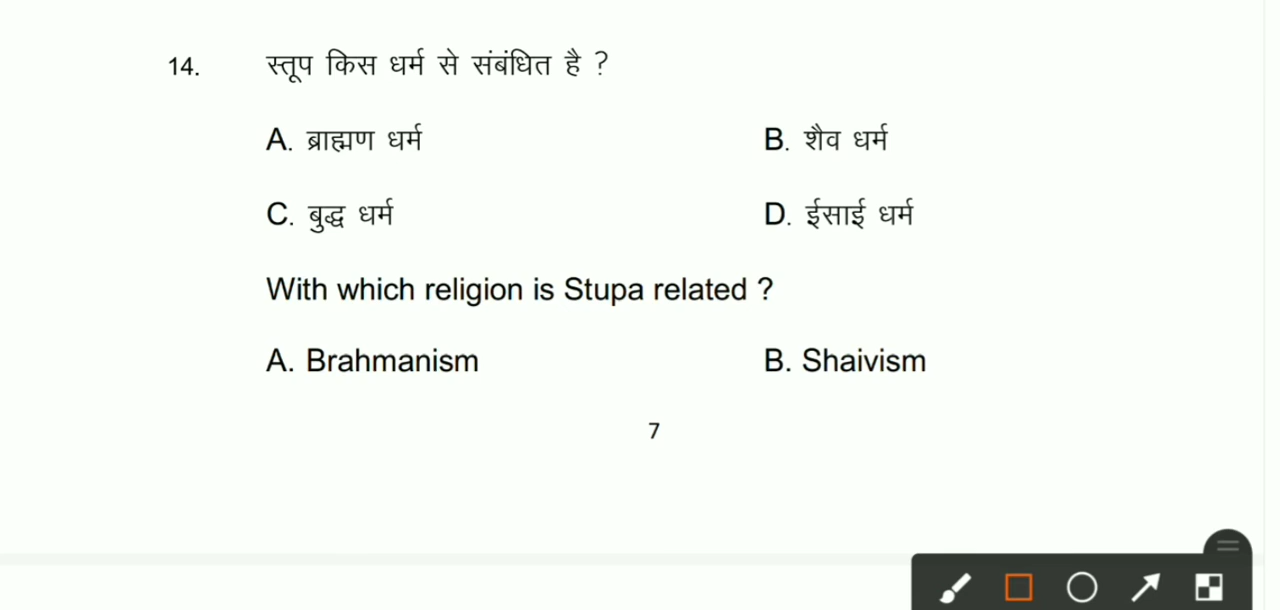 14. स्तूप किस धर्म से संबंधित है ?
A. ब्राह्मण धर्म B. शैव धर्म
C. बुद्ध धर्म D. ईसाई धर्म
With which religion is Stupa related ?
A. Brahmanism B. Shaivism
7